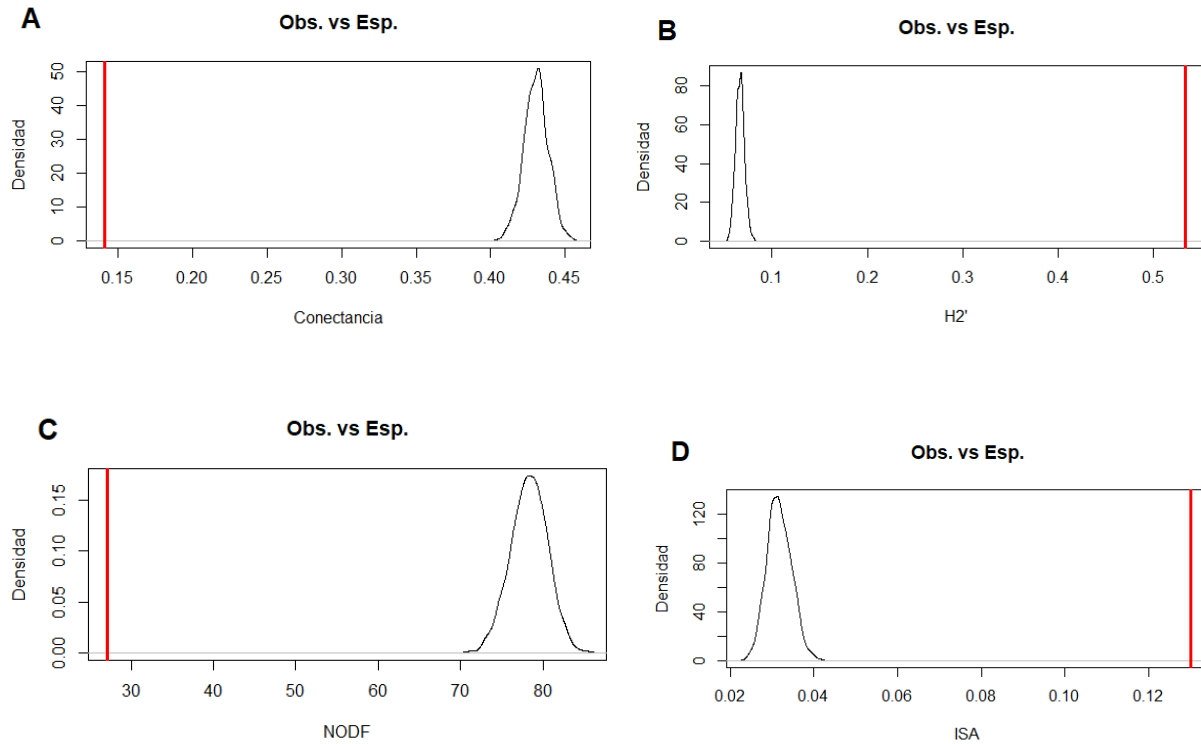 A
Obs. vs Esp.
Densidad
50
40
30
20
10
0
0.15 0.20 0.25 0.30 0.35 0.40 0.45
Conectancia
B
Obs. vs Esp.
Densidad
80
60
40
20
0
0.1 0.2 0.3 0.4 0.5
H2'
C
Obs. vs Esp.
Densidad
0.15
0.10
0.05
0.00
30 40 50 60 70 80
NODF
D
Obs. vs Esp.
Densidad
120
80
40
0
0.02 0.04 0.06 0.08 0.10 0.12
ISA